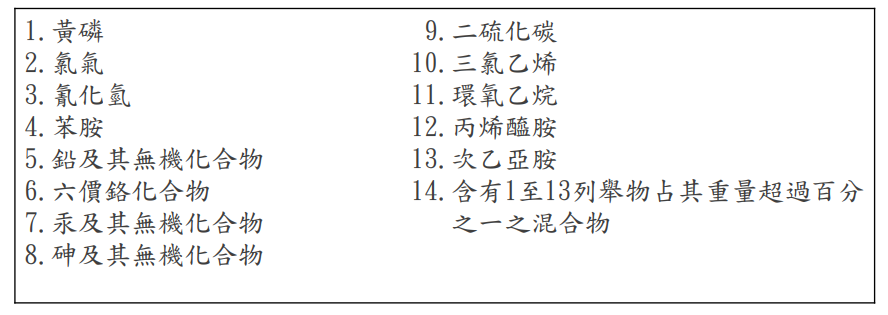 1.黃磷
2.氯氣
3.氰化氫
4.苯胺
5.鉛及其無機化合物
6.六價鉻化合物
7.汞及其無機化合物
8.砷及其無機化合物
9.二硫化碳
10.三氯乙烯
11.環氧乙烷
12.丙烯醯胺
13.次乙亞胺
14.含有1至13列舉物占其重量超過百分
之一之混合物